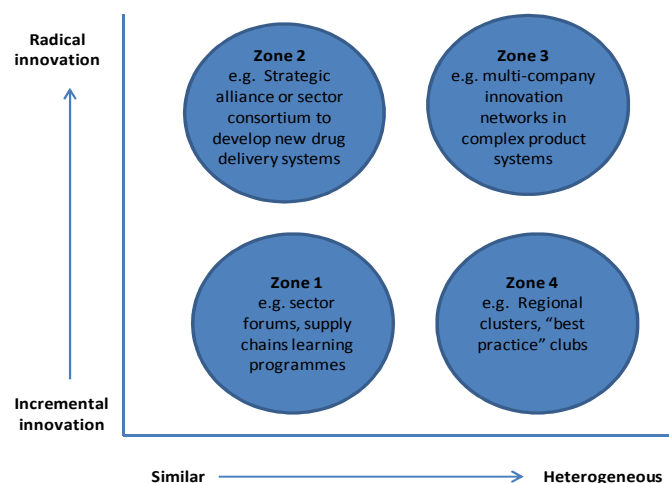 Radical
innovation
Zone 2
e.g. Strategic
alliance or sector
consortium to
develop new drug
delivery systems
Zone 3
e.g. multi-company
innovation
networks in
complex product
systems
Zone 1
e.g. sector
forums, supply
chains learning
programmes
Zone 4
e.g. Regional
clusters, “best
practice” clubs
Incremental
innovation
Similar
Heterogeneous